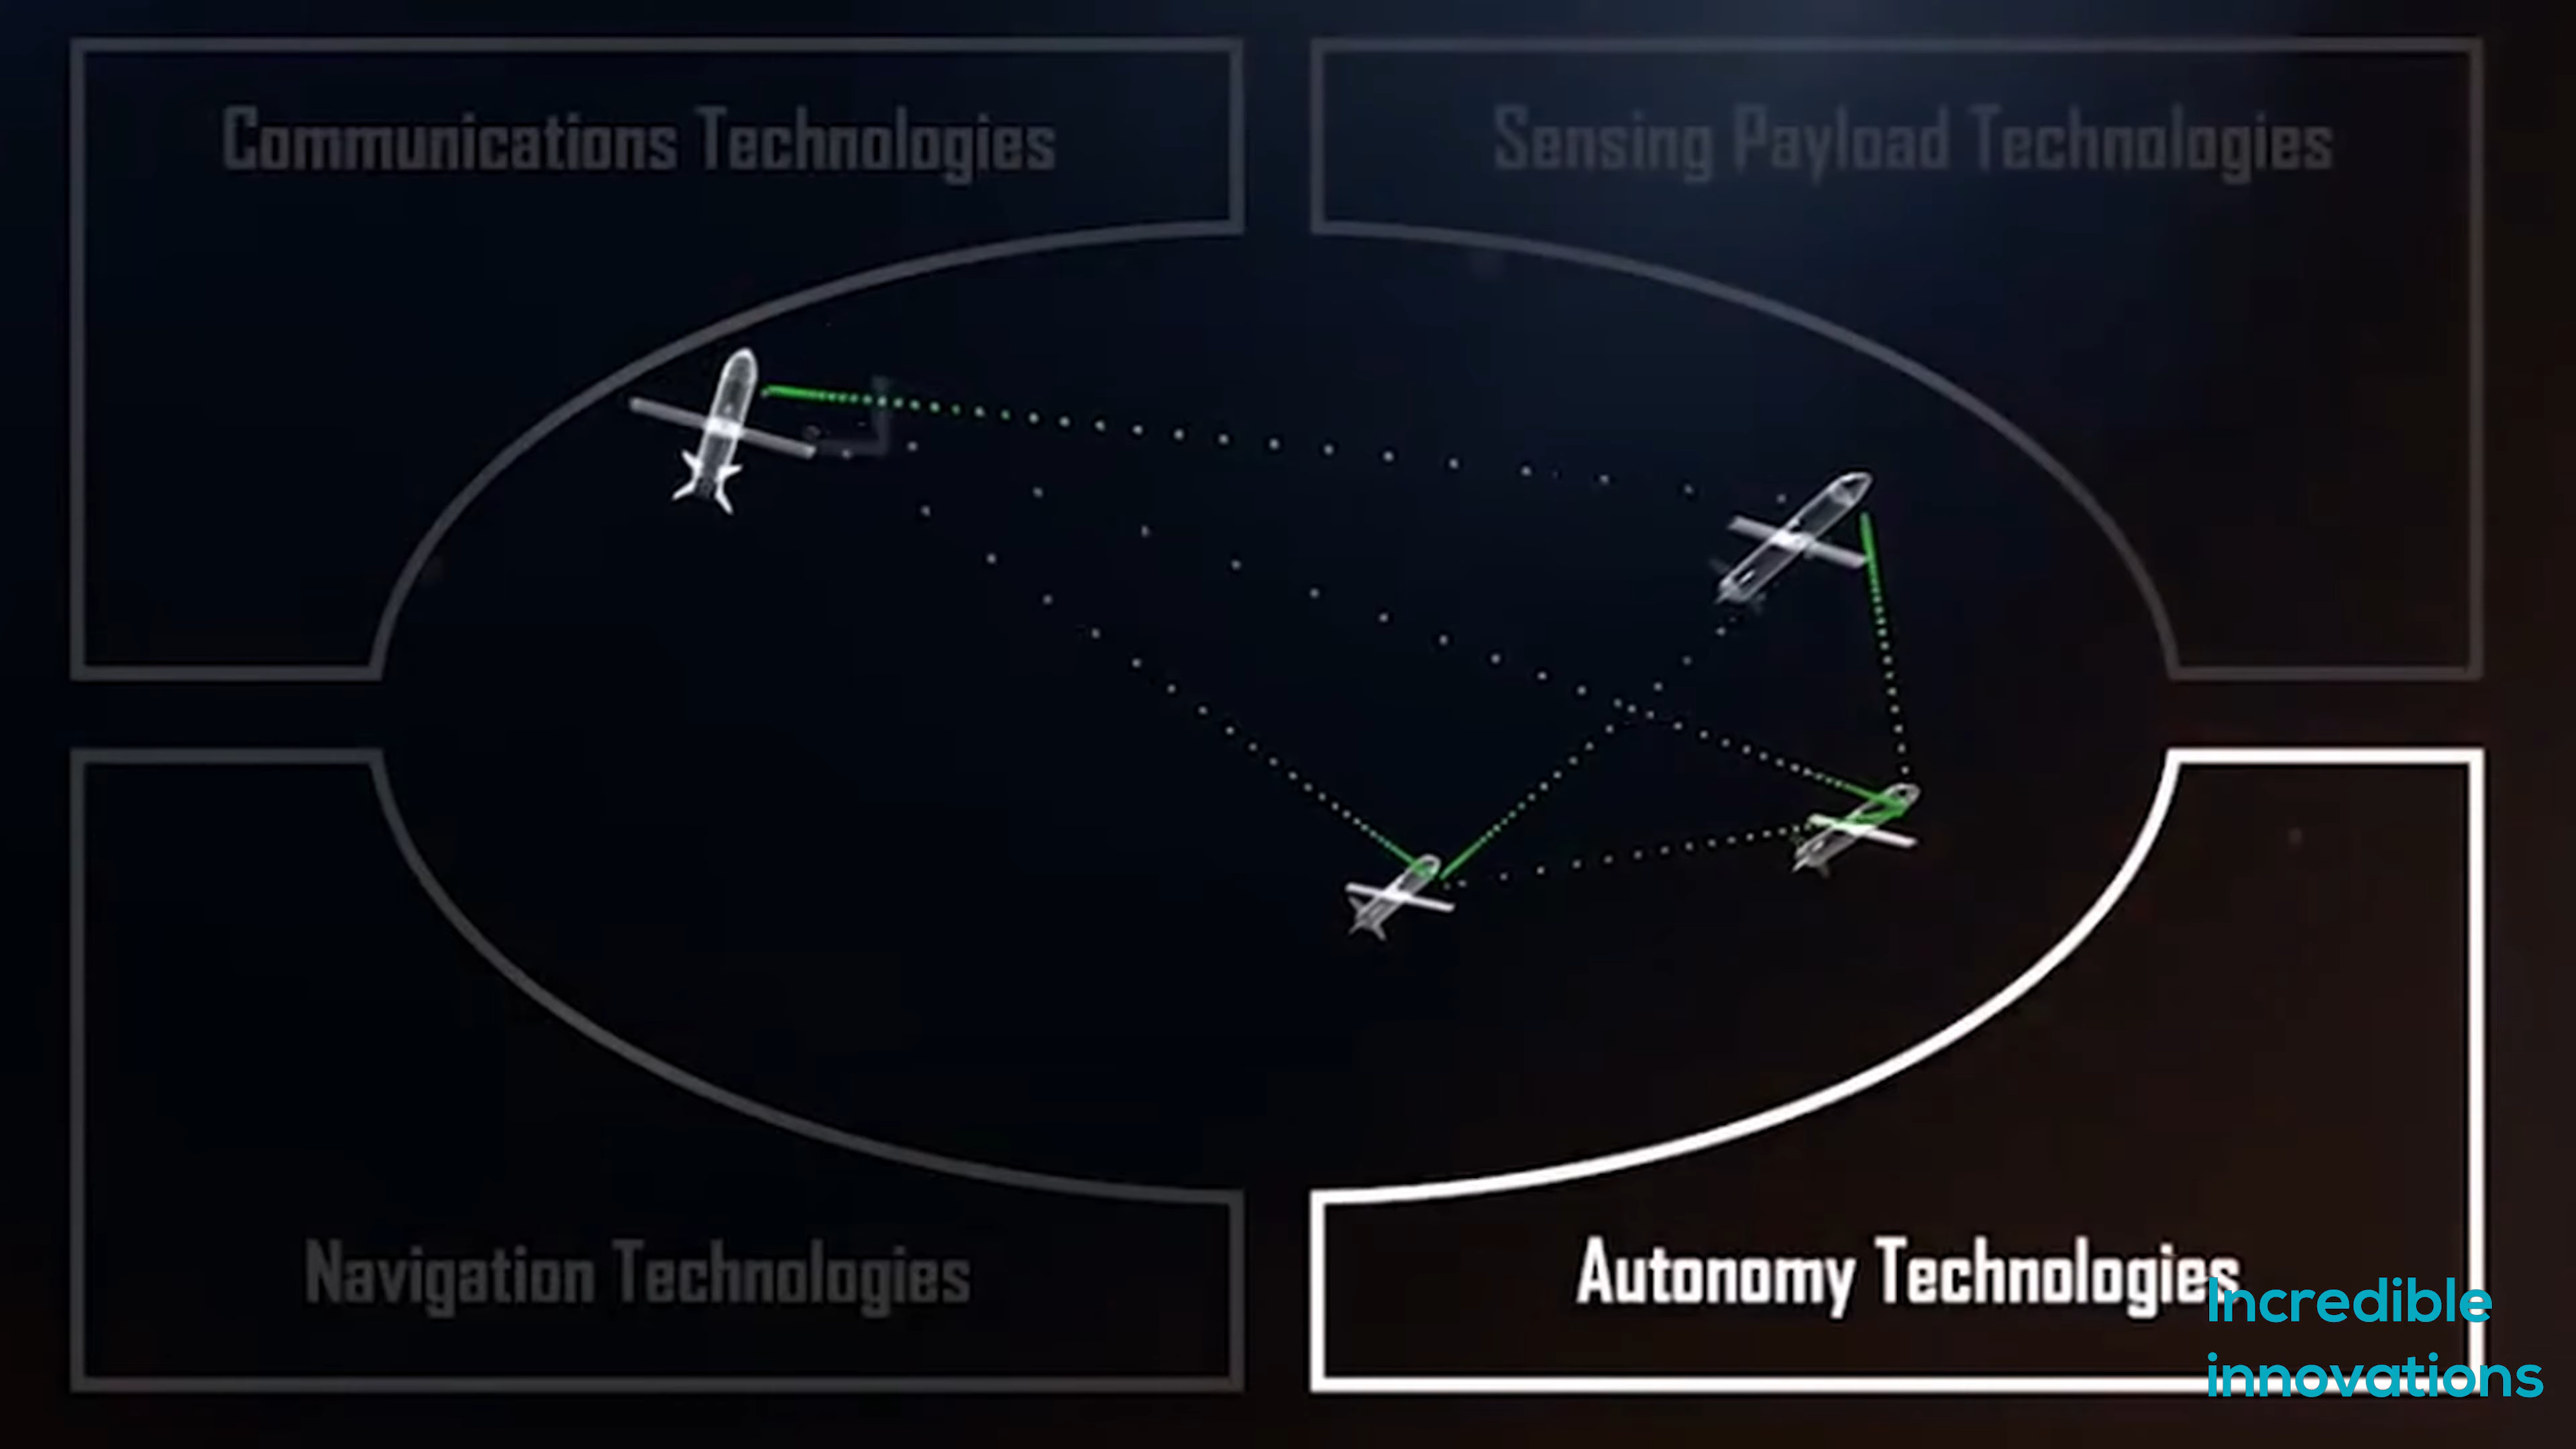 Communications Technologies
Sensing Payload Technologies
Navigation Technologies
Autonomy Technologies
Incredible
innovations